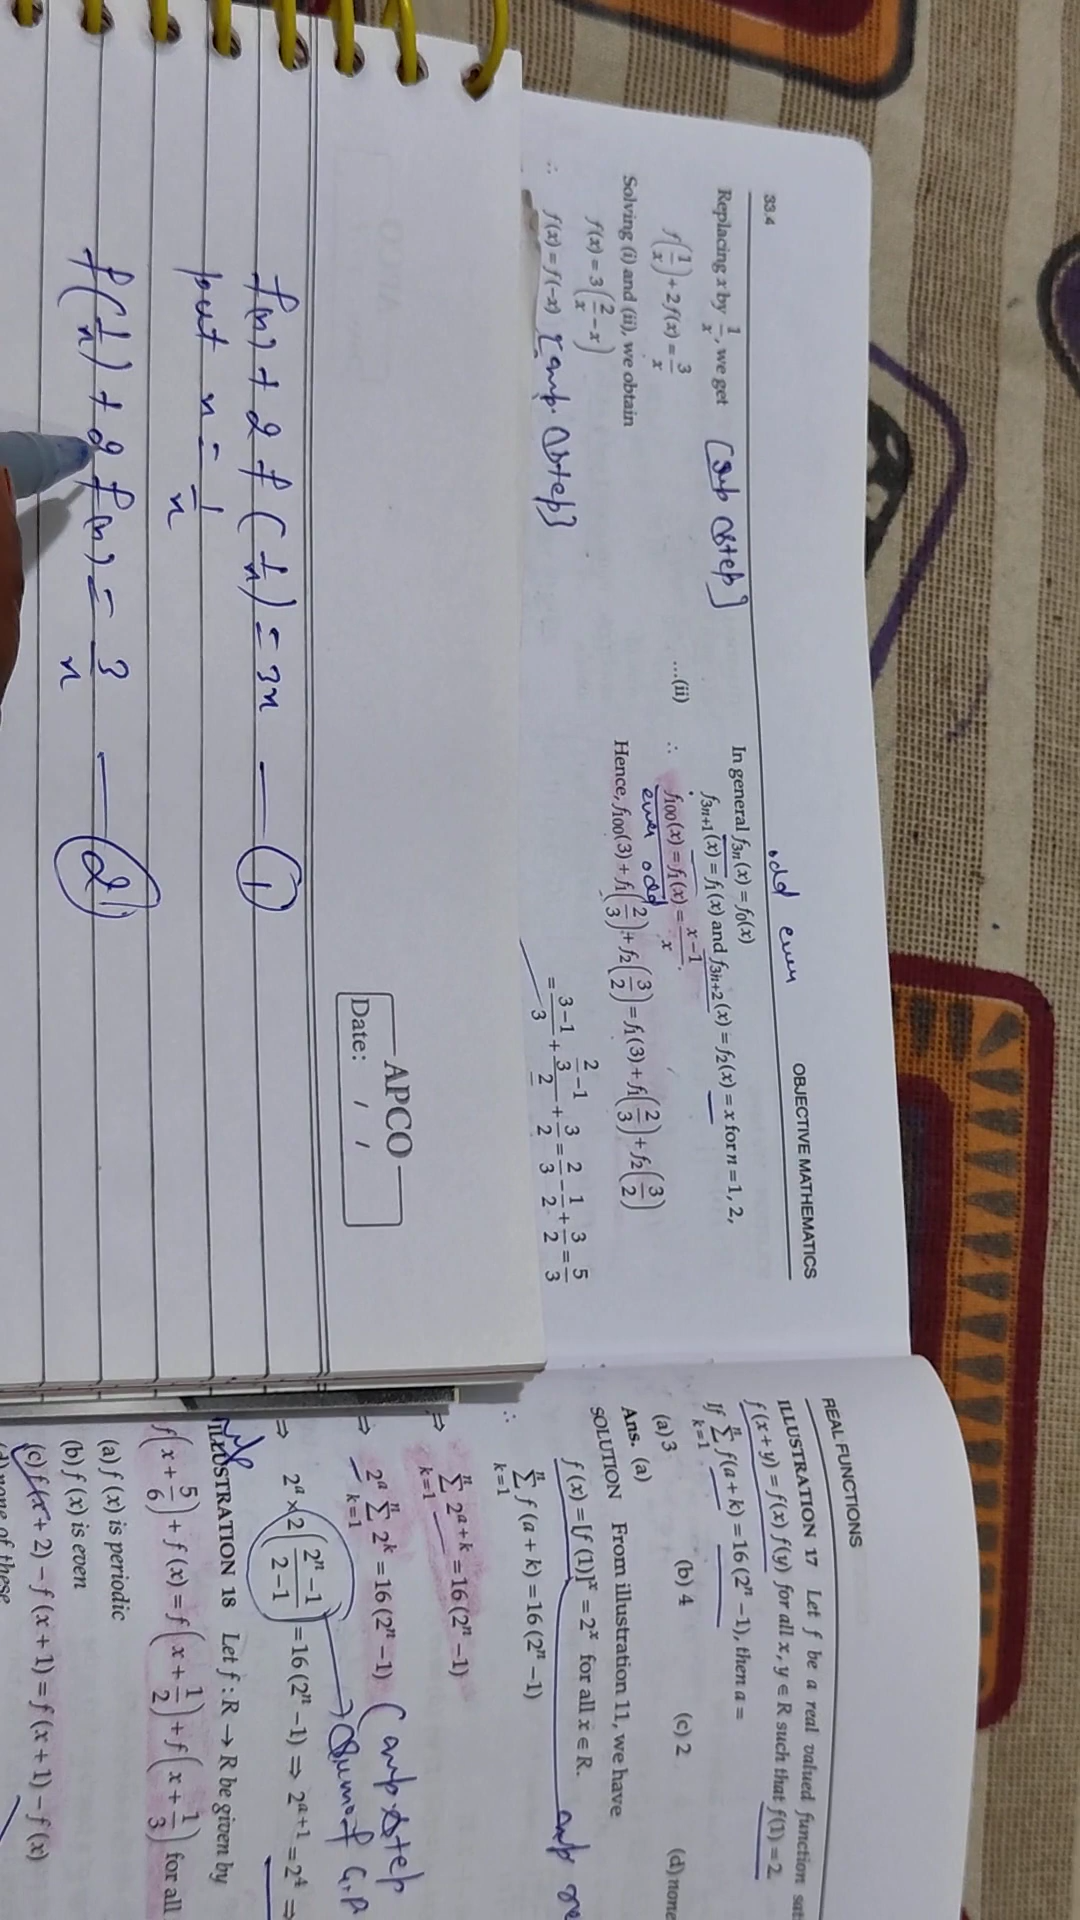 33.4
OBJECTIVE MATHEMATICS
Replacing x by 1/x, we get [Imp step]
f(1/x) + 2f(x) = 3/x ...(ii)
Solving (i) and (ii), we obtain
f(x) = 3(2/x - x)
∴ f(x) = f(-x) [imp step]
odd even
In general f3n(x) = f0(x)
f3n+1(x) = f1(x) and f3n+2(x) = f2(x) = x for n = 1, 2,
∴ f100(x) = f1(x) = x-1/x.
even odd
Hence, f100(3) + f1(2/3) + f2(3/2) = f1(3) + f1(2/3) + f2(3/2)
= 3-1/3 + 2/3-1/2/3 + 3/2 = 2/3 - 1/2 + 3/2 = 5/3
APCO
Date: / /
f(x) + 2 f(1/x) = 3x — 1
put x = 1/x
f(1/x) + 2 f(x) = 3/x — 2
REAL FUNCTIONS
ILLUSTRATION 17 Let f be a real valued function sat
f(x+y) = f(x) f(y) for all x, y ∈ R such that f(1) = 2.
If n∑k=1 f(a+k) = 16(2^n - 1), then a =
(a) 3 (b) 4 (c) 2 (d) none
Ans. (a)
SOLUTION From illustration 11, we have
f(x) = [f(1)]^x = 2^x for all x ∈ R.
∴ n∑k=1 f(a+k) = 16(2^n - 1)
⇒ n∑k=1 2^(a+k) = 16(2^n - 1)
⇒ 2^a n∑k=1 2^k = 16(2^n - 1) (imp step
⇒ 2^a × 2(2^n - 1/2 - 1) = 16(2^n - 1) ⇒ 2^(a+1) = 2^4 ⇒
Sum of G.P
ILLUSTRATION 18 Let f : R → R be given by
f(x + 5/6) + f(x) = f(x + 1/2) + f(x + 1/3) for all
(a) f(x) is periodic
(b) f(x) is even
(c) f(x+2) - f(x+1) = f(x+1) - f(x)
none of these